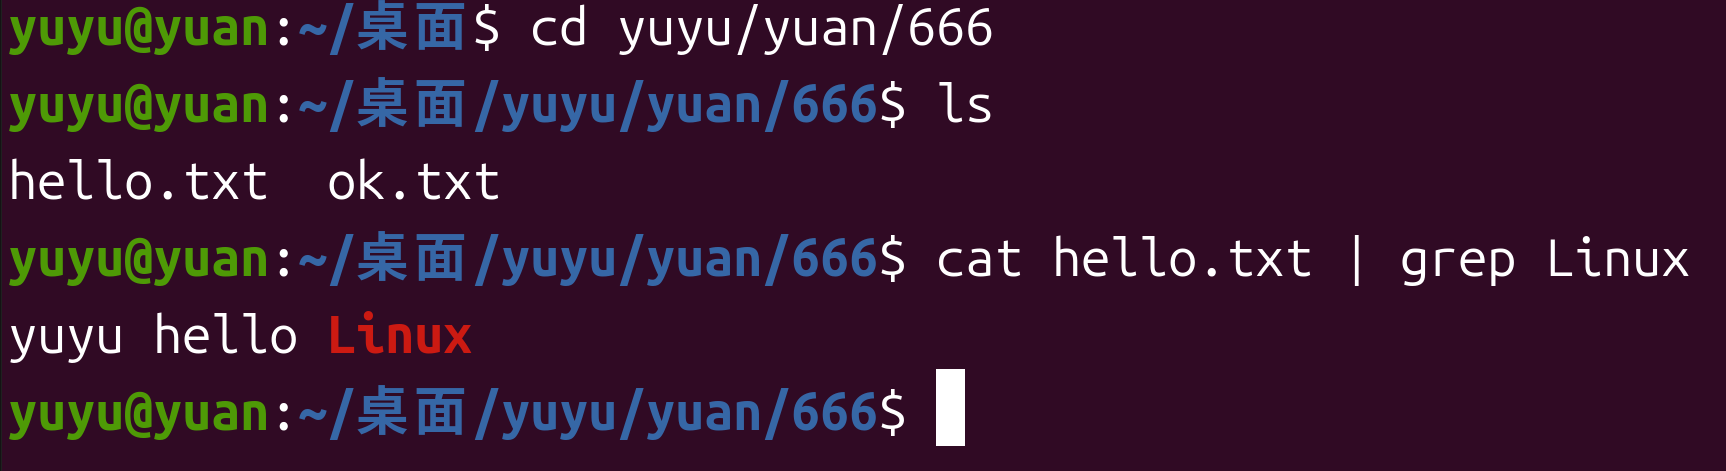 yuyu@yuan:~/桌面$ cd yuyu/yuan/666
yuyu@yuan:~/桌面/yuyu/yuan/666$ ls
hello.txt  ok.txt
yuyu@yuan:~/桌面/yuyu/yuan/666$ cat hello.txt | grep Linux
yuyu hello Linux
yuyu@yuan:~/桌面/yuyu/yuan/666$